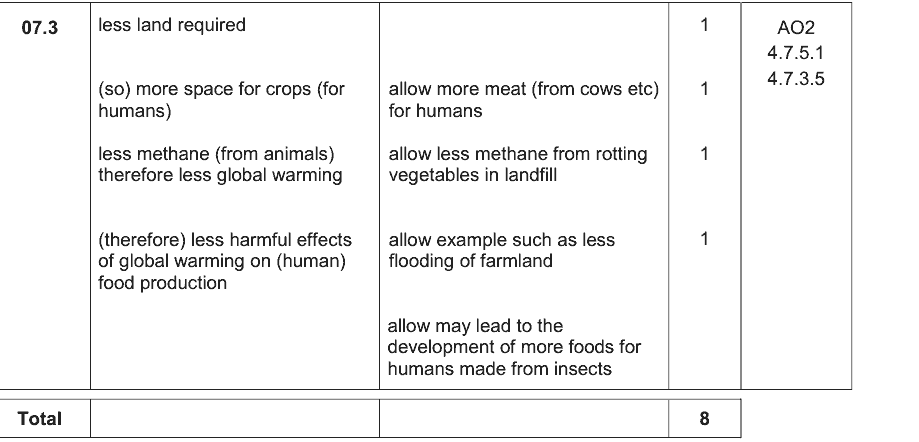 07.3 less land required 1 AO2
4.7.5.1
4.7.3.5
(so) more space for crops (for allow more meat (from cows etc) 1
humans) for humans
less methane (from animals) allow less methane from rotting 1
therefore less global warming vegetables in landfill
(therefore) less harmful effects allow example such as less 1
of global warming on (human) flooding of farmland
food production
allow may lead to the
development of more foods for
humans made from insects
Total 8